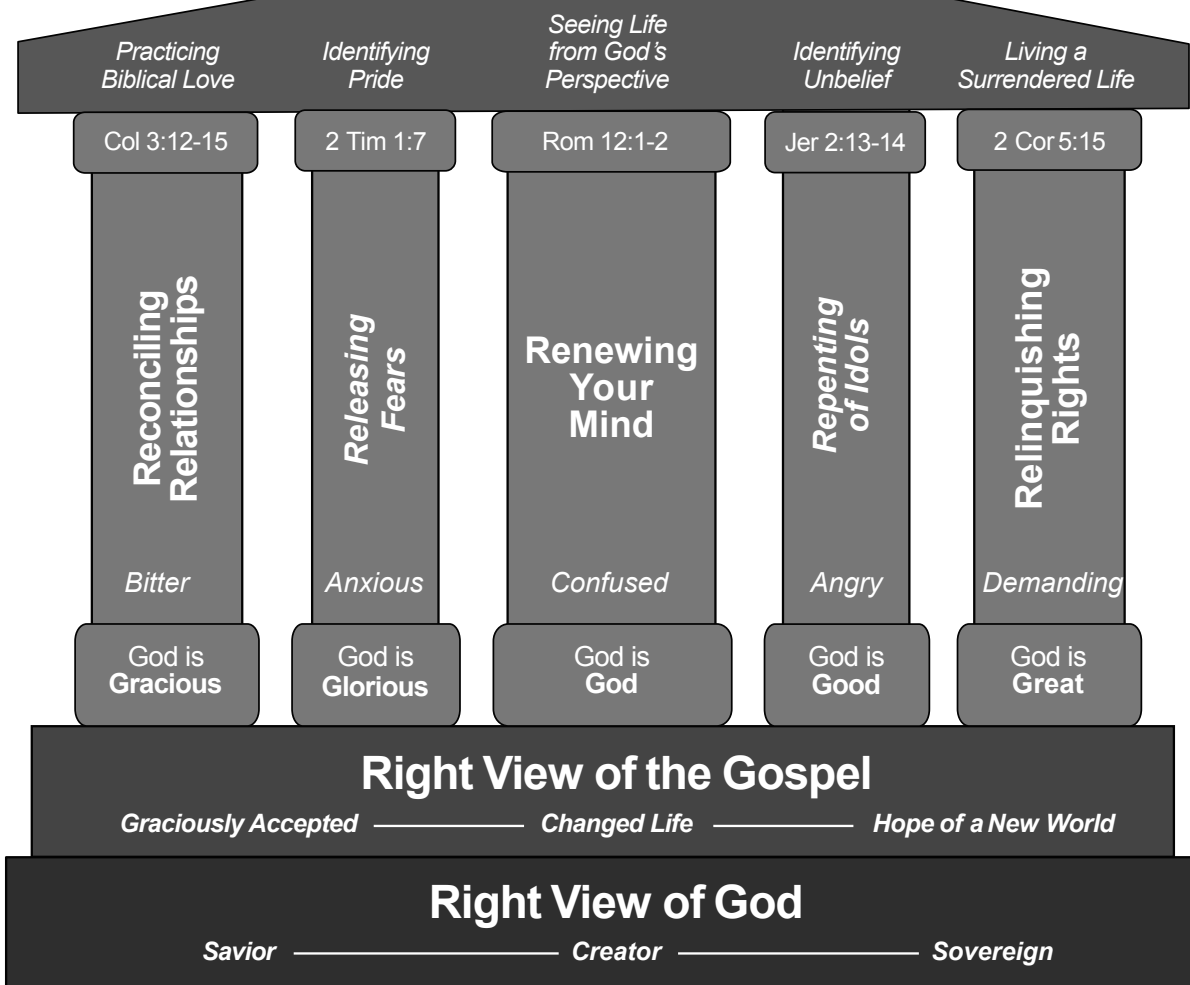 Practicing
Biblical Love
Identifying
Pride
Seeing Life
from God's
Perspective
Identifying
Unbelief
Living a
Surrendered Life
Col 3:12-15
2 Tim 1:7
Rom 12:1-2
Jer 2:13-14
2 Cor 5:15
Reconciling
Relationships
Releasing
Fears
Renewing
Your
Mind
Repenting
of Idols
Relinquishing
Rights
Bitter
Anxious
Confused
Angry
Demanding
God is
Gracious
God is
Glorious
God is
God
God is
Good
God is
Great
Right View of the Gospel
Graciously Accepted Changed Life Hope of a New World
Right View of God
Savior Creator Sovereign